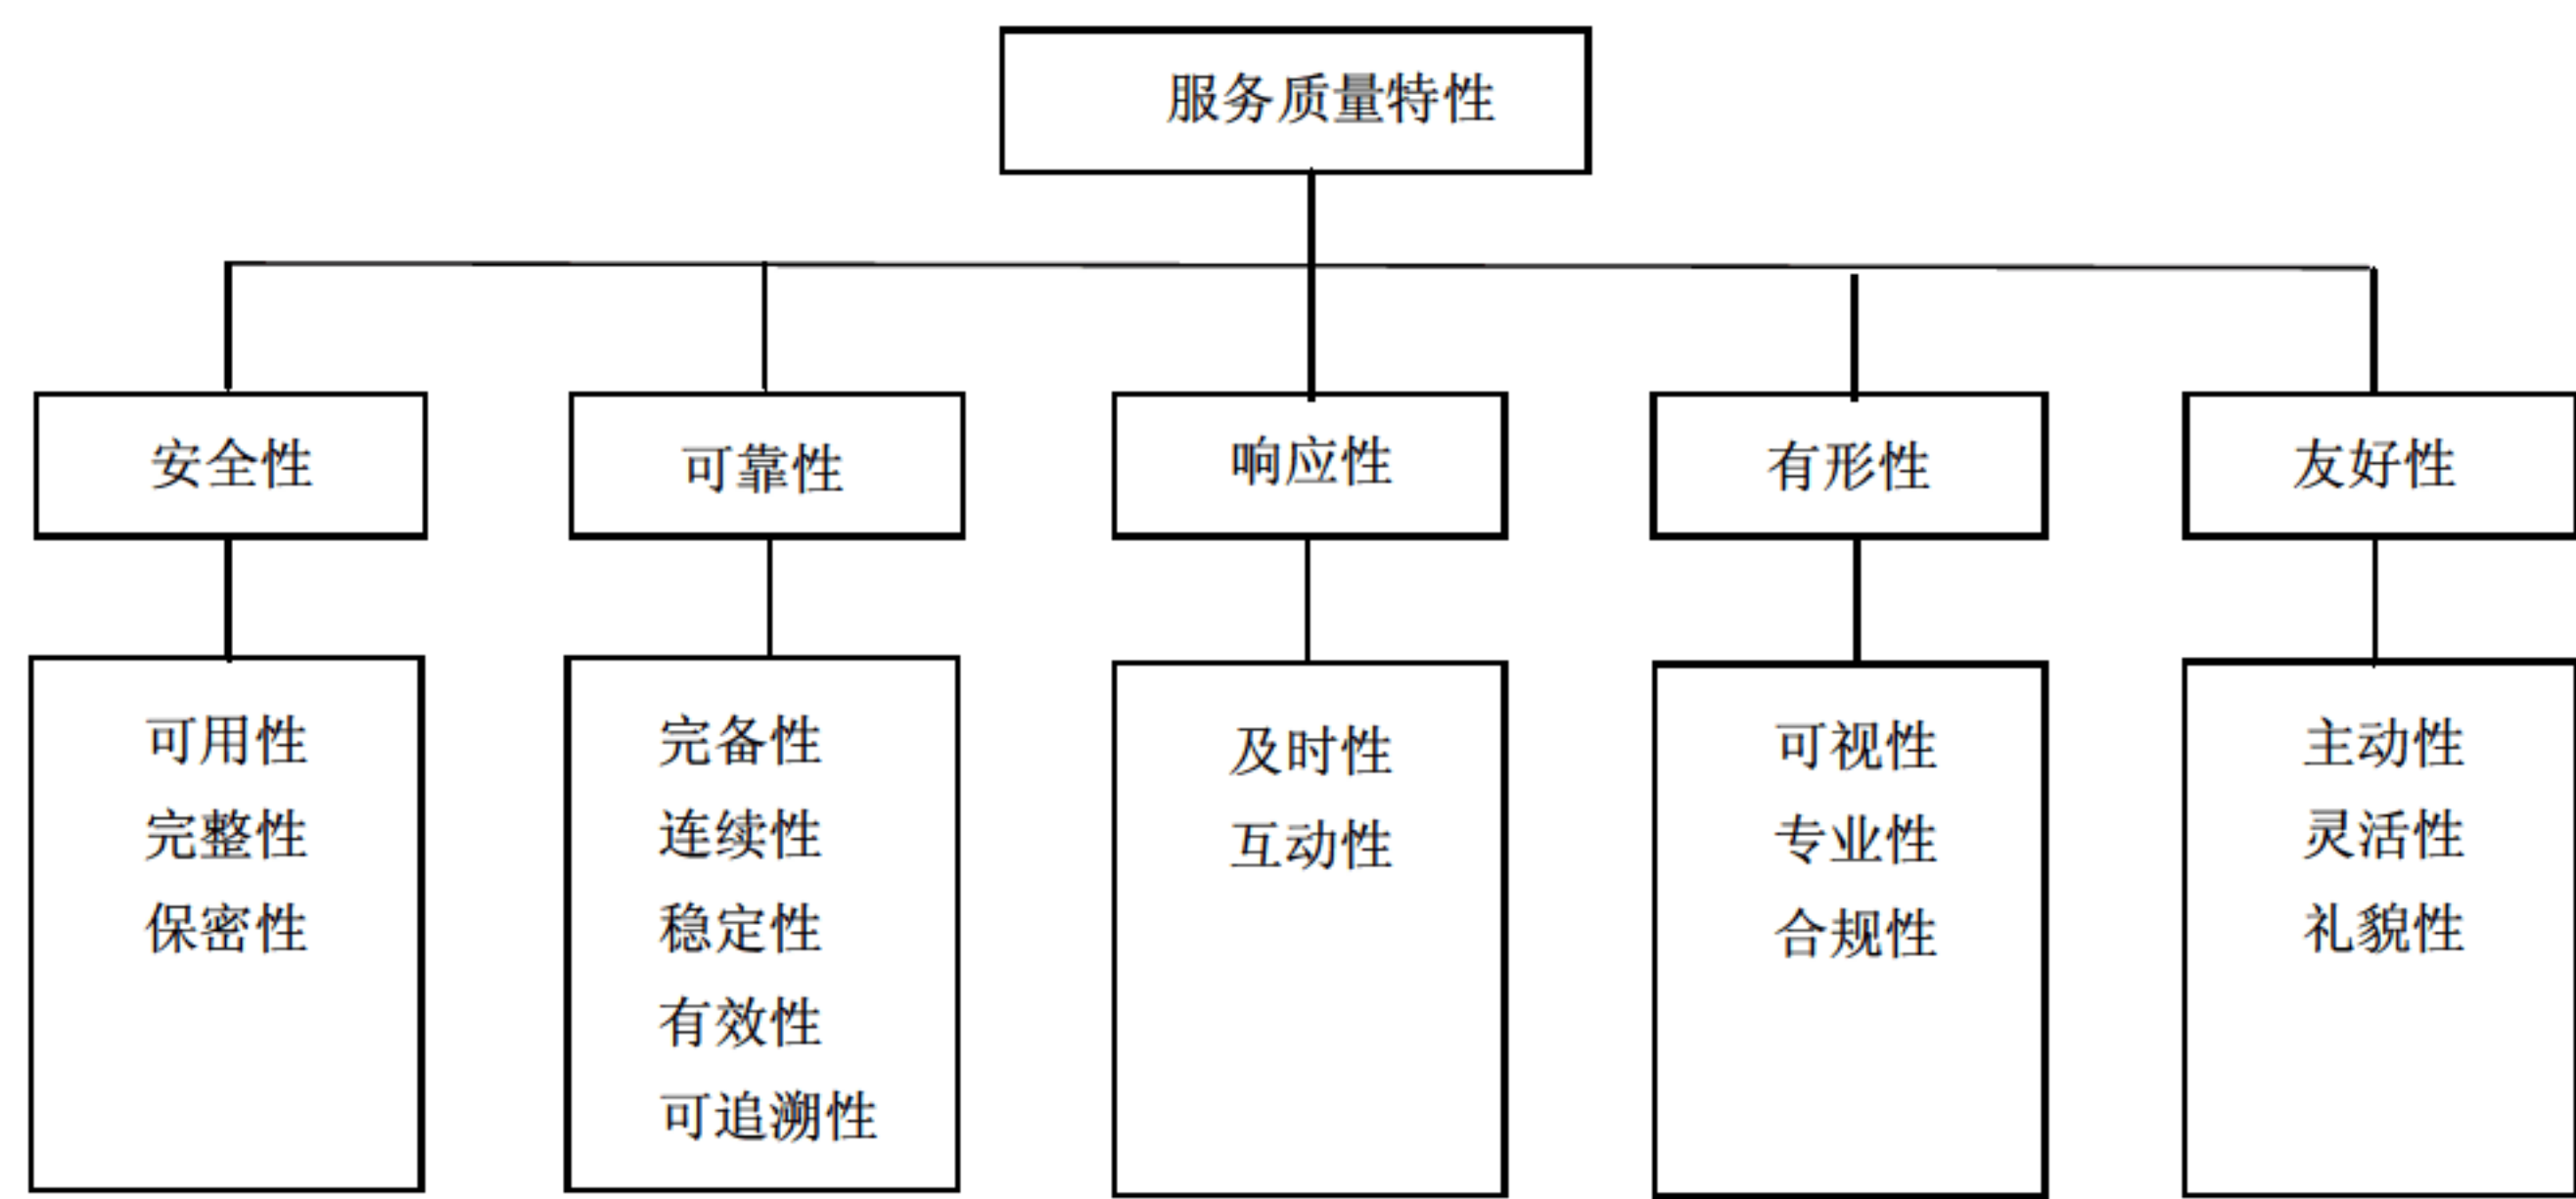 服务质量特性
安全性
可靠性
响应性
有形性
友好性
可用性
完整性
保密性
完备性
连续性
稳定性
有效性
可追溯性
及时性
互动性
可视性
专业性
合规性
主动性
灵活性
礼貌性